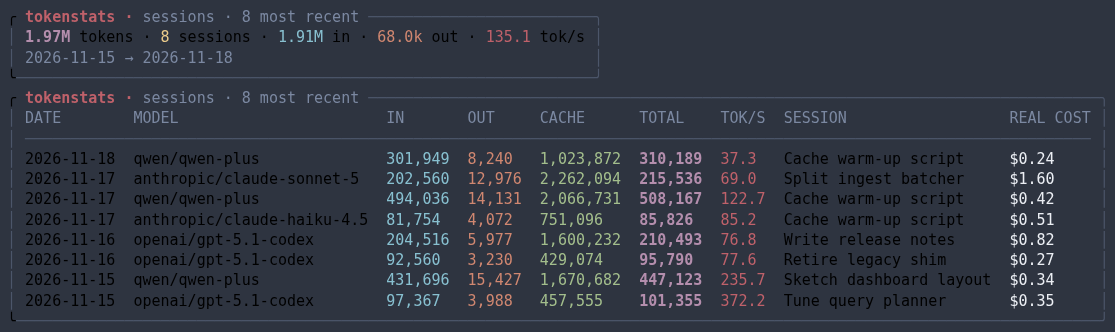 tokenstats · sessions · 8 most recent
1.97M tokens · 8 sessions · 1.91M in · 68.0k out · 135.1 tok/s
2026-11-15 → 2026-11-18
tokenstats · sessions · 8 most recent
DATE MODEL IN OUT CACHE TOTAL TOK/S SESSION REAL COST
2026-11-18 qwen/qwen-plus 301,949 8,240 1,023,872 310,189 37.3 Cache warm-up script $0.24
2026-11-17 anthropic/claude-sonnet-5 202,560 12,976 2,262,094 215,536 69.0 Split ingest batcher $1.60
2026-11-17 qwen/qwen-plus 494,036 14,131 2,066,731 508,167 122.7 Cache warm-up script $0.42
2026-11-17 anthropic/claude-haiku-4.5 81,754 4,072 751,096 85,826 85.2 Cache warm-up script $0.51
2026-11-16 openai/gpt-5.1-codex 204,516 5,977 1,600,232 210,493 76.8 Write release notes $0.82
2026-11-16 openai/gpt-5.1-codex 92,560 3,230 429,074 95,790 77.6 Retire legacy shim $0.27
2026-11-15 qwen/qwen-plus 431,696 15,427 1,670,682 447,123 235.7 Sketch dashboard layout $0.34
2026-11-15 openai/gpt-5.1-codex 97,367 3,988 457,555 101,355 372.2 Tune query planner $0.35